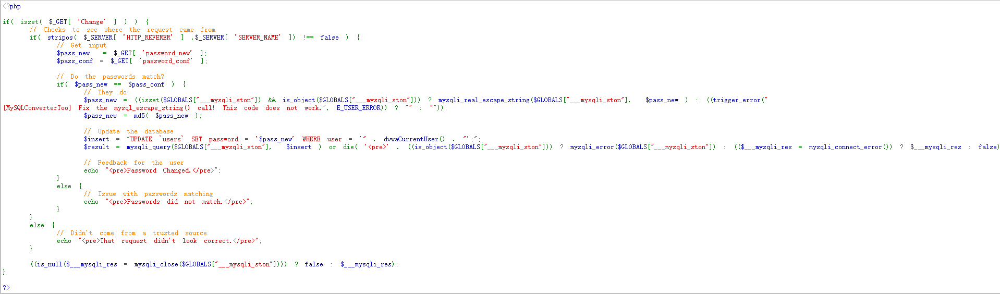 <?php

if( isset( $_GET[ 'Change' ] ) ) {
    // Checks to see where the request came from
    if( stripos( $_SERVER[ 'HTTP_REFERER' ] ,$_SERVER[ 'SERVER_NAME' ]) !== false ) {
        // Get input
        $pass_new  = $_GET[ 'password_new' ];
        $pass_conf = $_GET[ 'password_conf' ];

        // Do the passwords match?
        if( $pass_new == $pass_conf ) {
            // They do!
            $pass_new = ((isset($GLOBALS["___mysqli_ston"]) && is_object($GLOBALS["___mysqli_ston"])) ? mysqli_real_escape_string($GLOBALS["___mysqli_ston"],  $pass_new ) : ((trigger_error("
[MySQLConverterToo] Fix the mysql_escape_string() call! This code does not work.", E_USER_ERROR)) ? "" : ""));
            $pass_new = md5( $pass_new );

            // Update the database
            $insert = "UPDATE `users` SET password = '$pass_new' WHERE user = '" . dvwaCurrentUser() . "';";
            $result = mysqli_query($GLOBALS["___mysqli_ston"],  $insert ) or die( '<pre>' . ((is_object($GLOBALS["___mysqli_ston"])) ? mysqli_error($GLOBALS["___mysqli_ston"]) : (($___mysqli_res = mysqli_connect_error()) ? $___mysqli_res : false)

            // Feedback for the user
            echo "<pre>Password Changed.</pre>";
        }
        else {
            // Issue with passwords matching
            echo "<pre>Passwords did not match.</pre>";
        }
    }
    else {
        // Didn't come from a trusted source
        echo "<pre>That request didn't look correct.</pre>";
    }

    ((is_null($___mysqli_res = mysqli_close($GLOBALS["___mysqli_ston"]))) ? false : $___mysqli_res);
}

?>